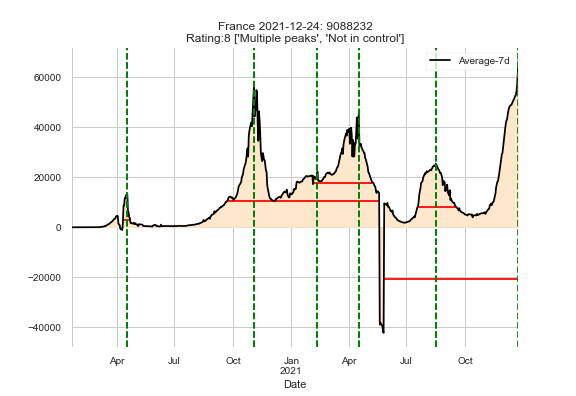 France 2021-12-24: 9088232
Rating:8 ['Multiple peaks', 'Not in control']
Average-7d
60000
40000
20000
0
−20000
−40000
Apr Jul Oct Jan Apr Jul Oct
2021
Date